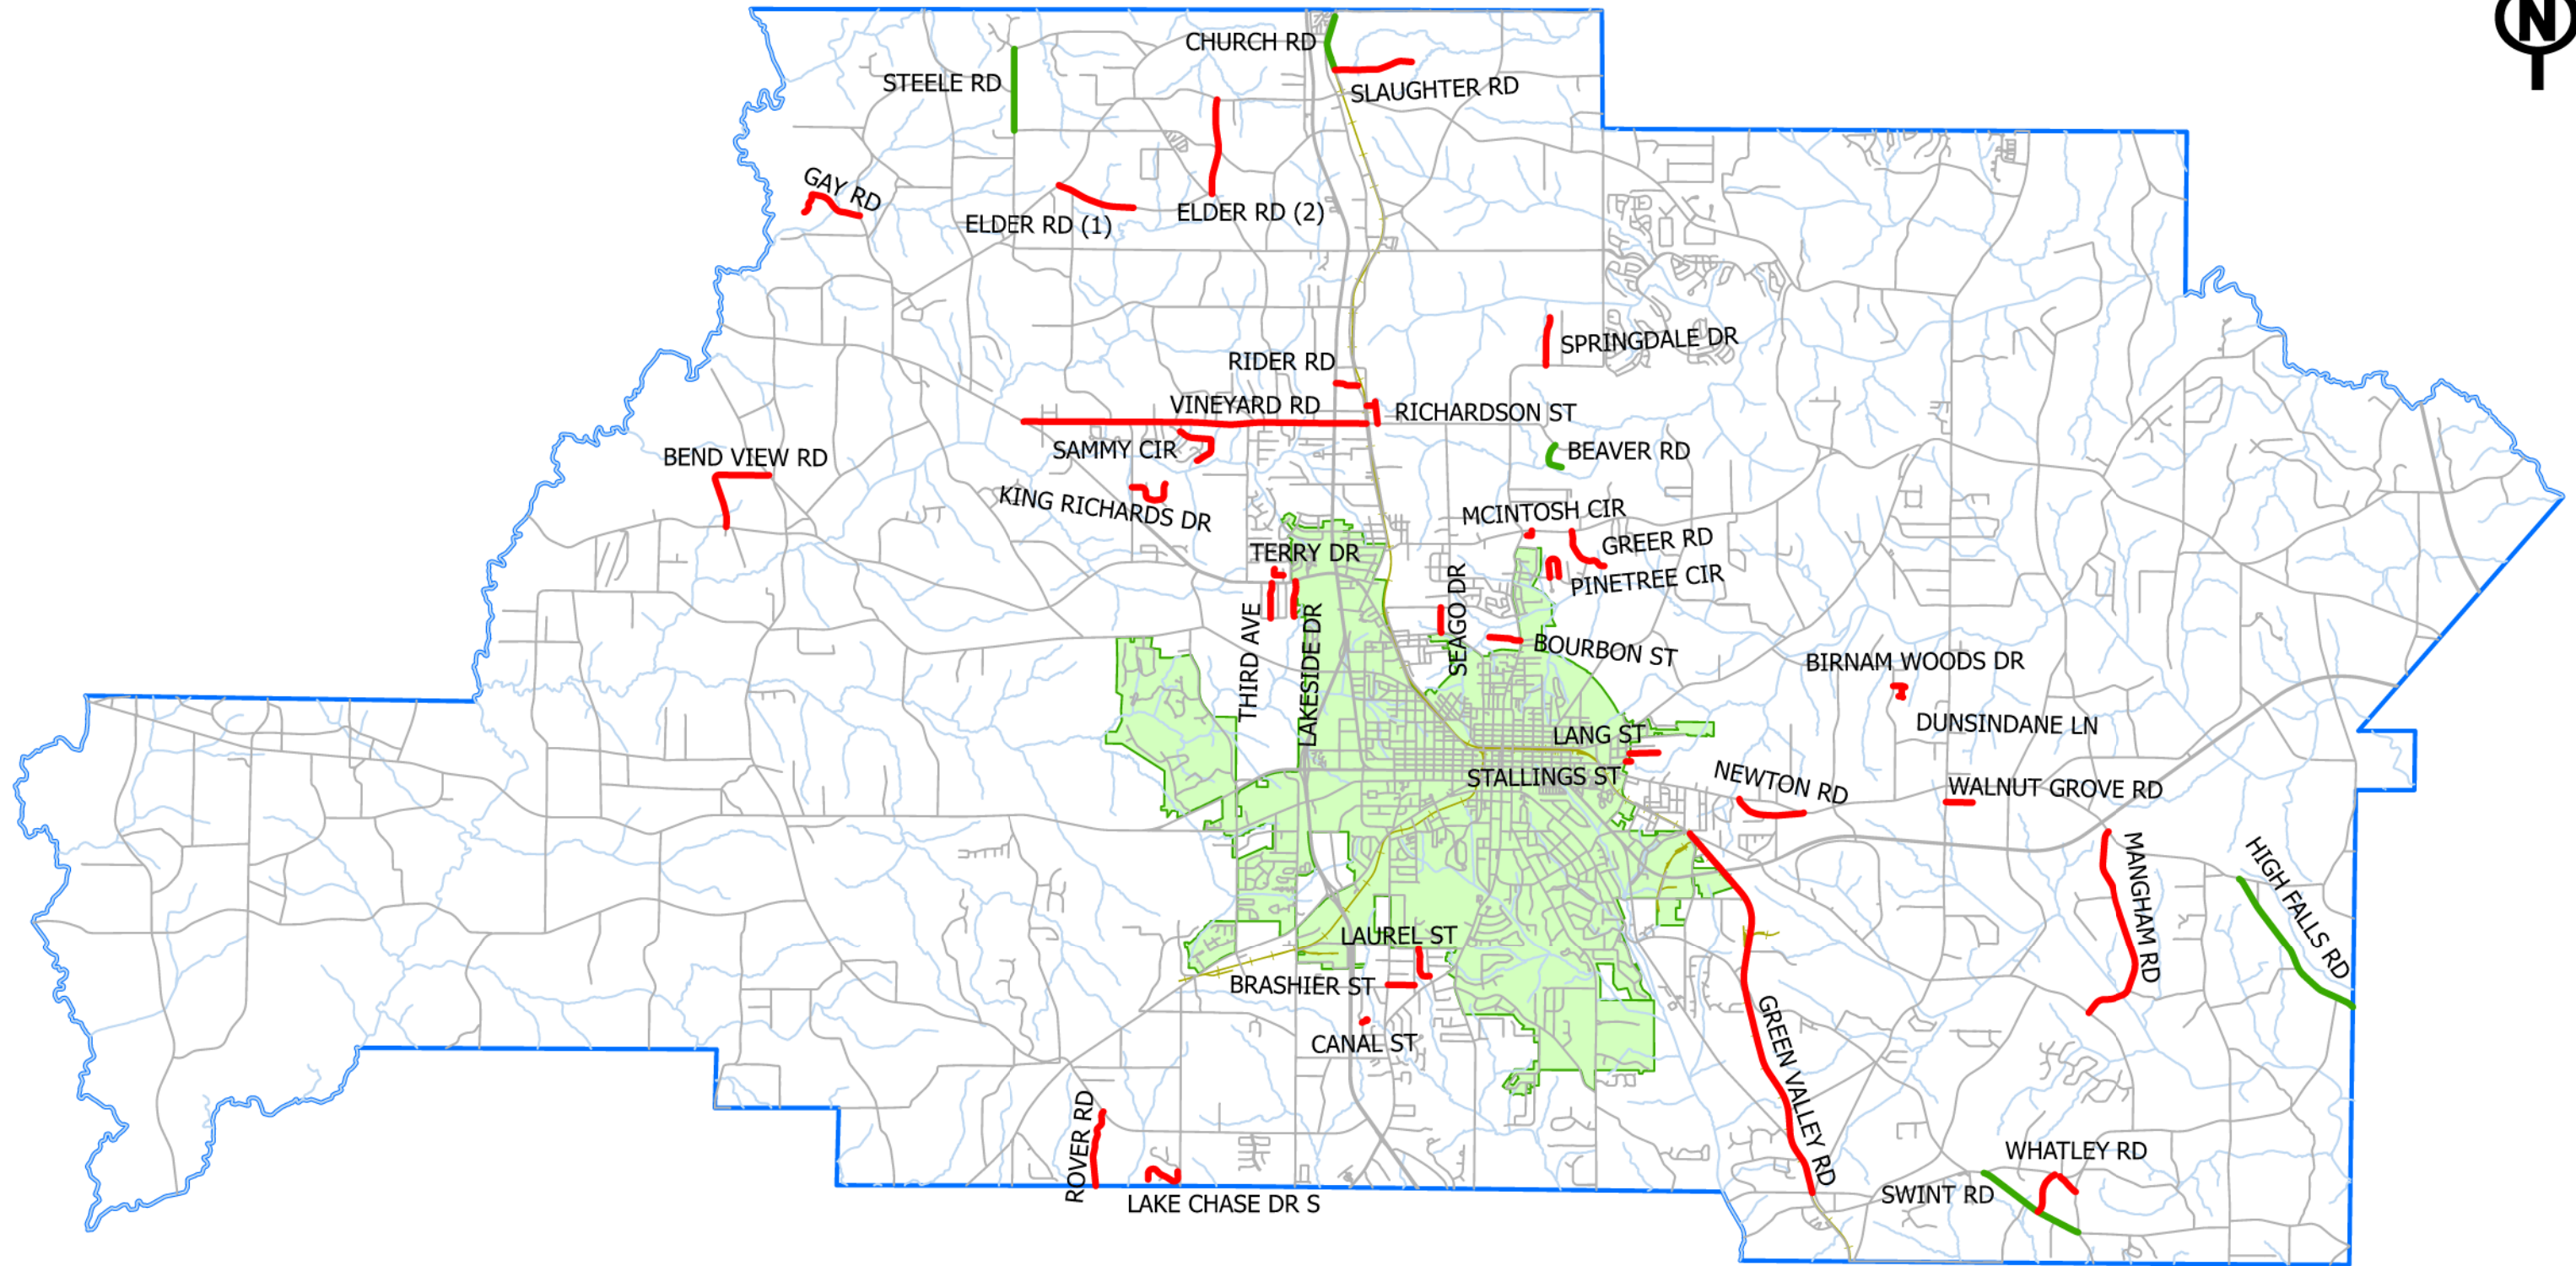 N
CHURCH RD
STEELE RD
SLAUGHTER RD
GAY RD
ELDER RD (1)
ELDER RD (2)
SPRINGDALE DR
RIDER RD
VINEYARD RD
RICHARDSON ST
SAMMY CIR
BEAVER RD
BEND VIEW RD
KING RICHARDS DR
MCINTOSH CIR
GREER RD
TERRY DR
PINETREE CIR
THIRD AVE
LAKESIDE DR
SEAGO DR
BOURBON ST
BIRNAM WOODS DR
DUNSINDANE LN
LANG ST
STALLINGS ST
NEWTON RD
WALNUT GROVE RD
MANGHAM RD
HIGH FALLS RD
LAUREL ST
BRASHIER ST
CANAL ST
GREEN VALLEY RD
ROVER RD
LAKE CHASE DR S
WHATLEY RD
SWINT RD